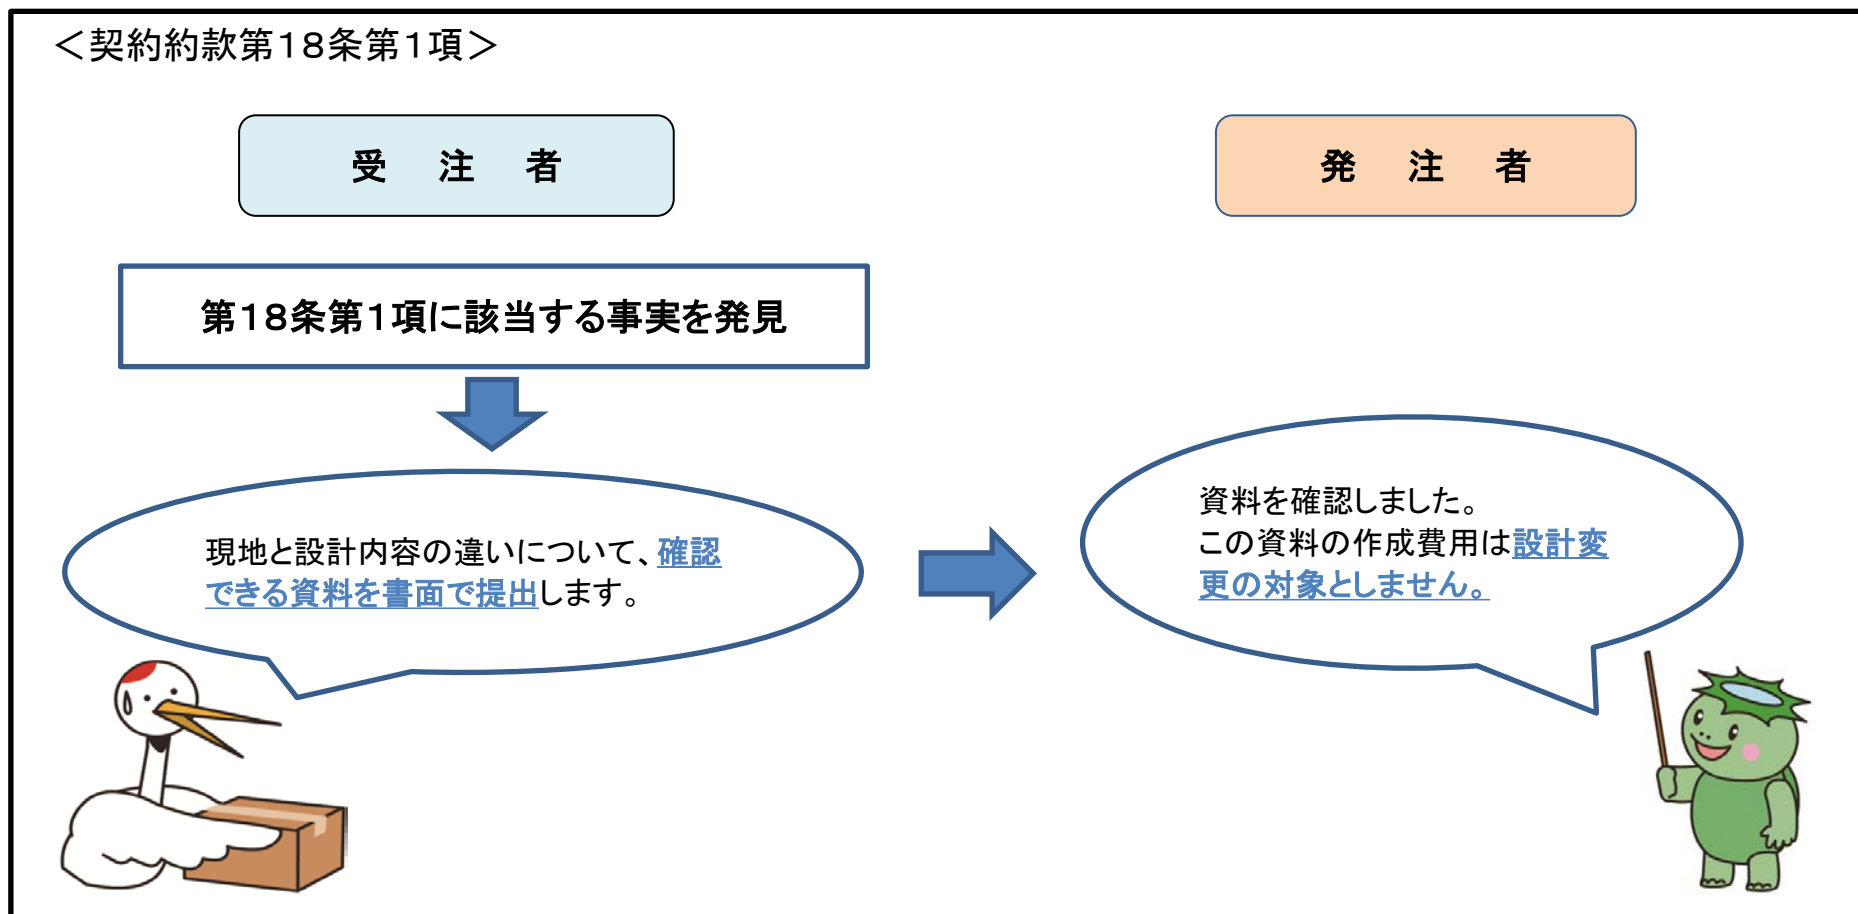 ＜契約約款第１８条第１項＞
受　注　者
発　注　者
第１８条第１項に該当する事実を発見
現地と設計内容の違いについて、確認
できる資料を書面で提出します。
資料を確認しました。
この資料の作成費用は設計変
更の対象としません。